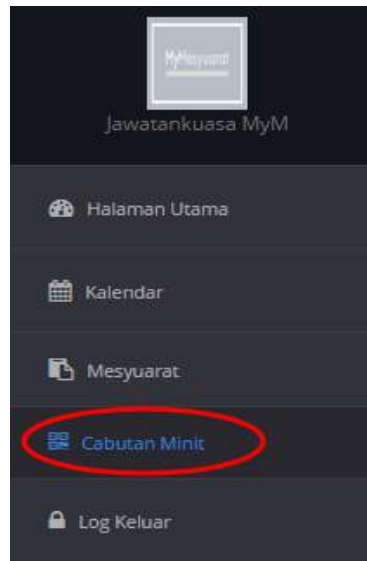 MyMesyuarat
Jawatankuasa MyM
Halaman Utama
Kalendar
Mesyuarat
Cabutan Minit
Log Keluar